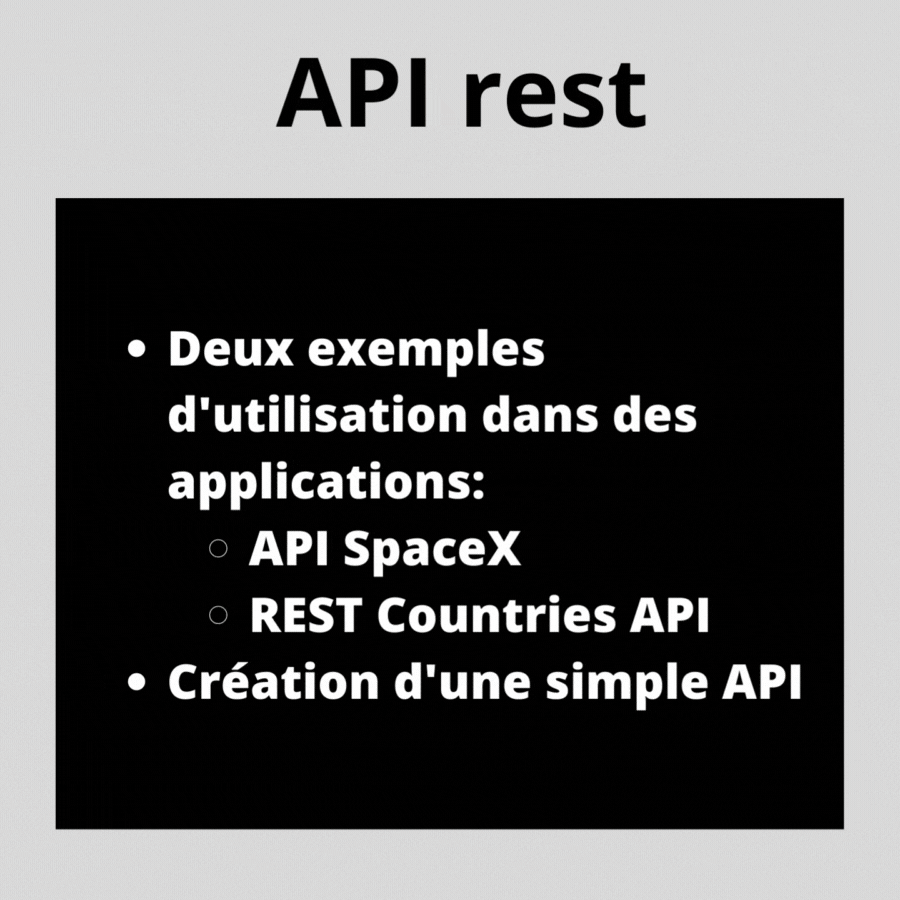 API rest
• Deux exemples
d'utilisation dans des
applications:
○ API SpaceX
○ REST Countries API
• Création d'une simple API